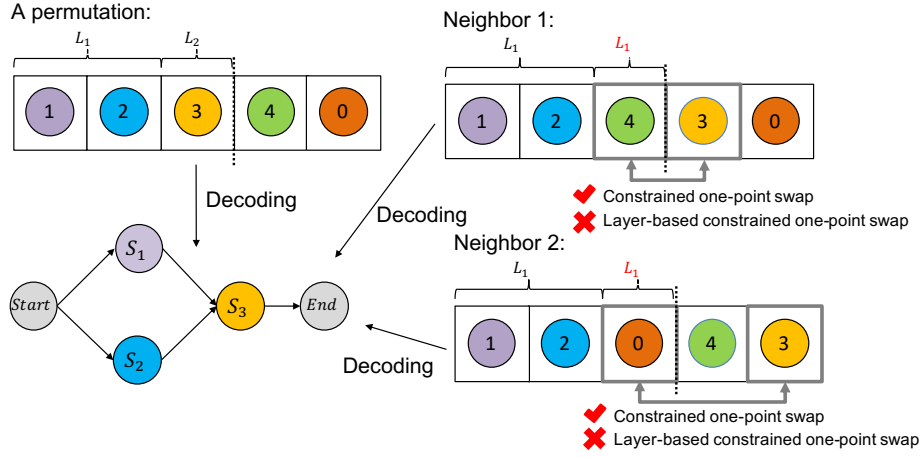 A permutation:
L₁ L₂
1 2 3 4 0
Decoding
Start
S₁
S₂
S₃
End
Neighbor 1:
L₁ L₁
1 2 4 3 0
Constrained one-point swap
Layer-based constrained one-point swap
Decoding
Neighbor 2:
L₁ L₁
1 2 0 4 3
Constrained one-point swap
Layer-based constrained one-point swap
Decoding